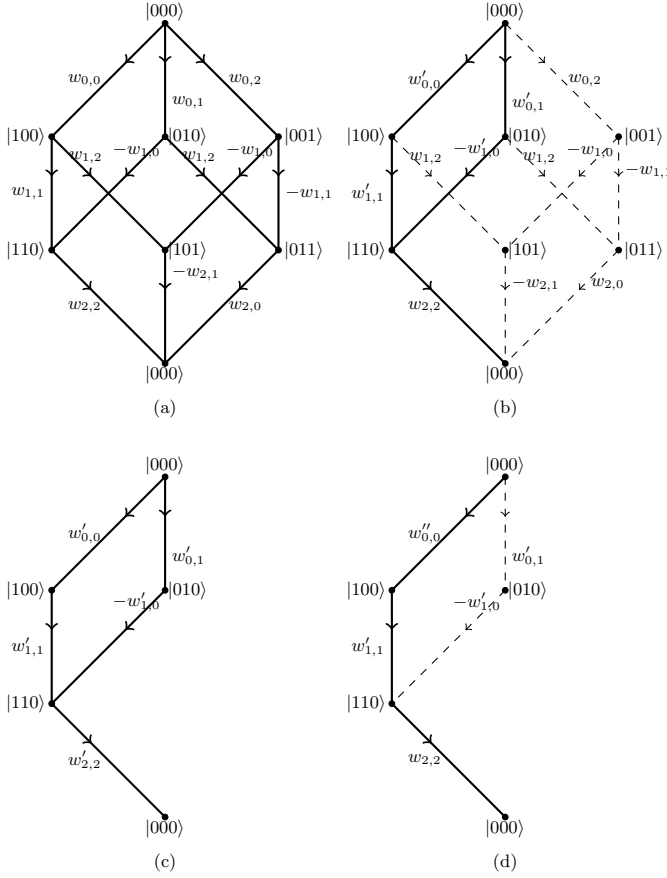 |000⟩
w_{0,0} w_{0,2}
w_{0,1}
|100⟩ |010⟩ |001⟩
w_{1,2} −w_{1,0} w_{1,2} −w_{1,0}
w_{1,1} −w_{1,1}
|110⟩ |101⟩ |011⟩
−w_{2,1}
w_{2,2} w_{2,0}
|000⟩
(a)
|000⟩
w′_{0,0} w_{0,2}
w′_{0,1}
|100⟩ |010⟩ |001⟩
w_{1,2} −w′_{1,0} w_{1,2} −w_{1,0}
w′_{1,1} −w_{1,1}
|110⟩ |101⟩ |011⟩
−w_{2,1}
w_{2,2} w_{2,0}
|000⟩
(b)
|000⟩
w′_{0,0}
w′_{0,1}
|100⟩ |010⟩
−w′_{1,0}
w′_{1,1}
|110⟩
w′_{2,2}
|000⟩
(c)
|000⟩
w″_{0,0}
w′_{0,1}
|100⟩ |010⟩
−w′_{1,0}
w′_{1,1}
|110⟩
w_{2,2}
|000⟩
(d)